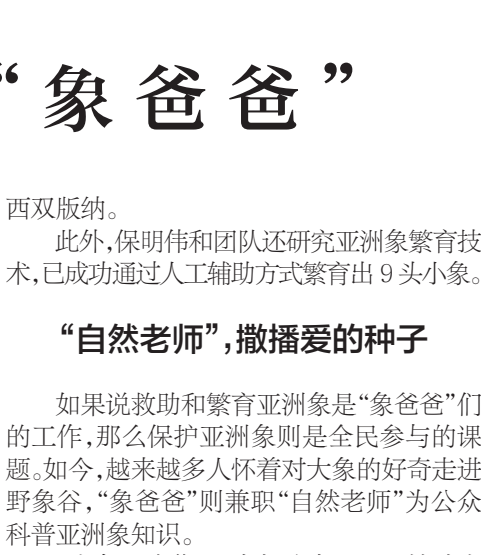 “象爸爸”
西双版纳。
此外,保明伟和团队还研究亚洲象繁育技
术,已成功通过人工辅助方式繁育出 9 头小象。
“自然老师”,撒播爱的种子
如果说救助和繁育亚洲象是“象爸爸”们
的工作,那么保护亚洲象则是全民参与的课
题。如今,越来越多人怀着对大象的好奇走进
野象谷,“象爸爸”则兼职“自然老师”为公众
科普亚洲象知识。